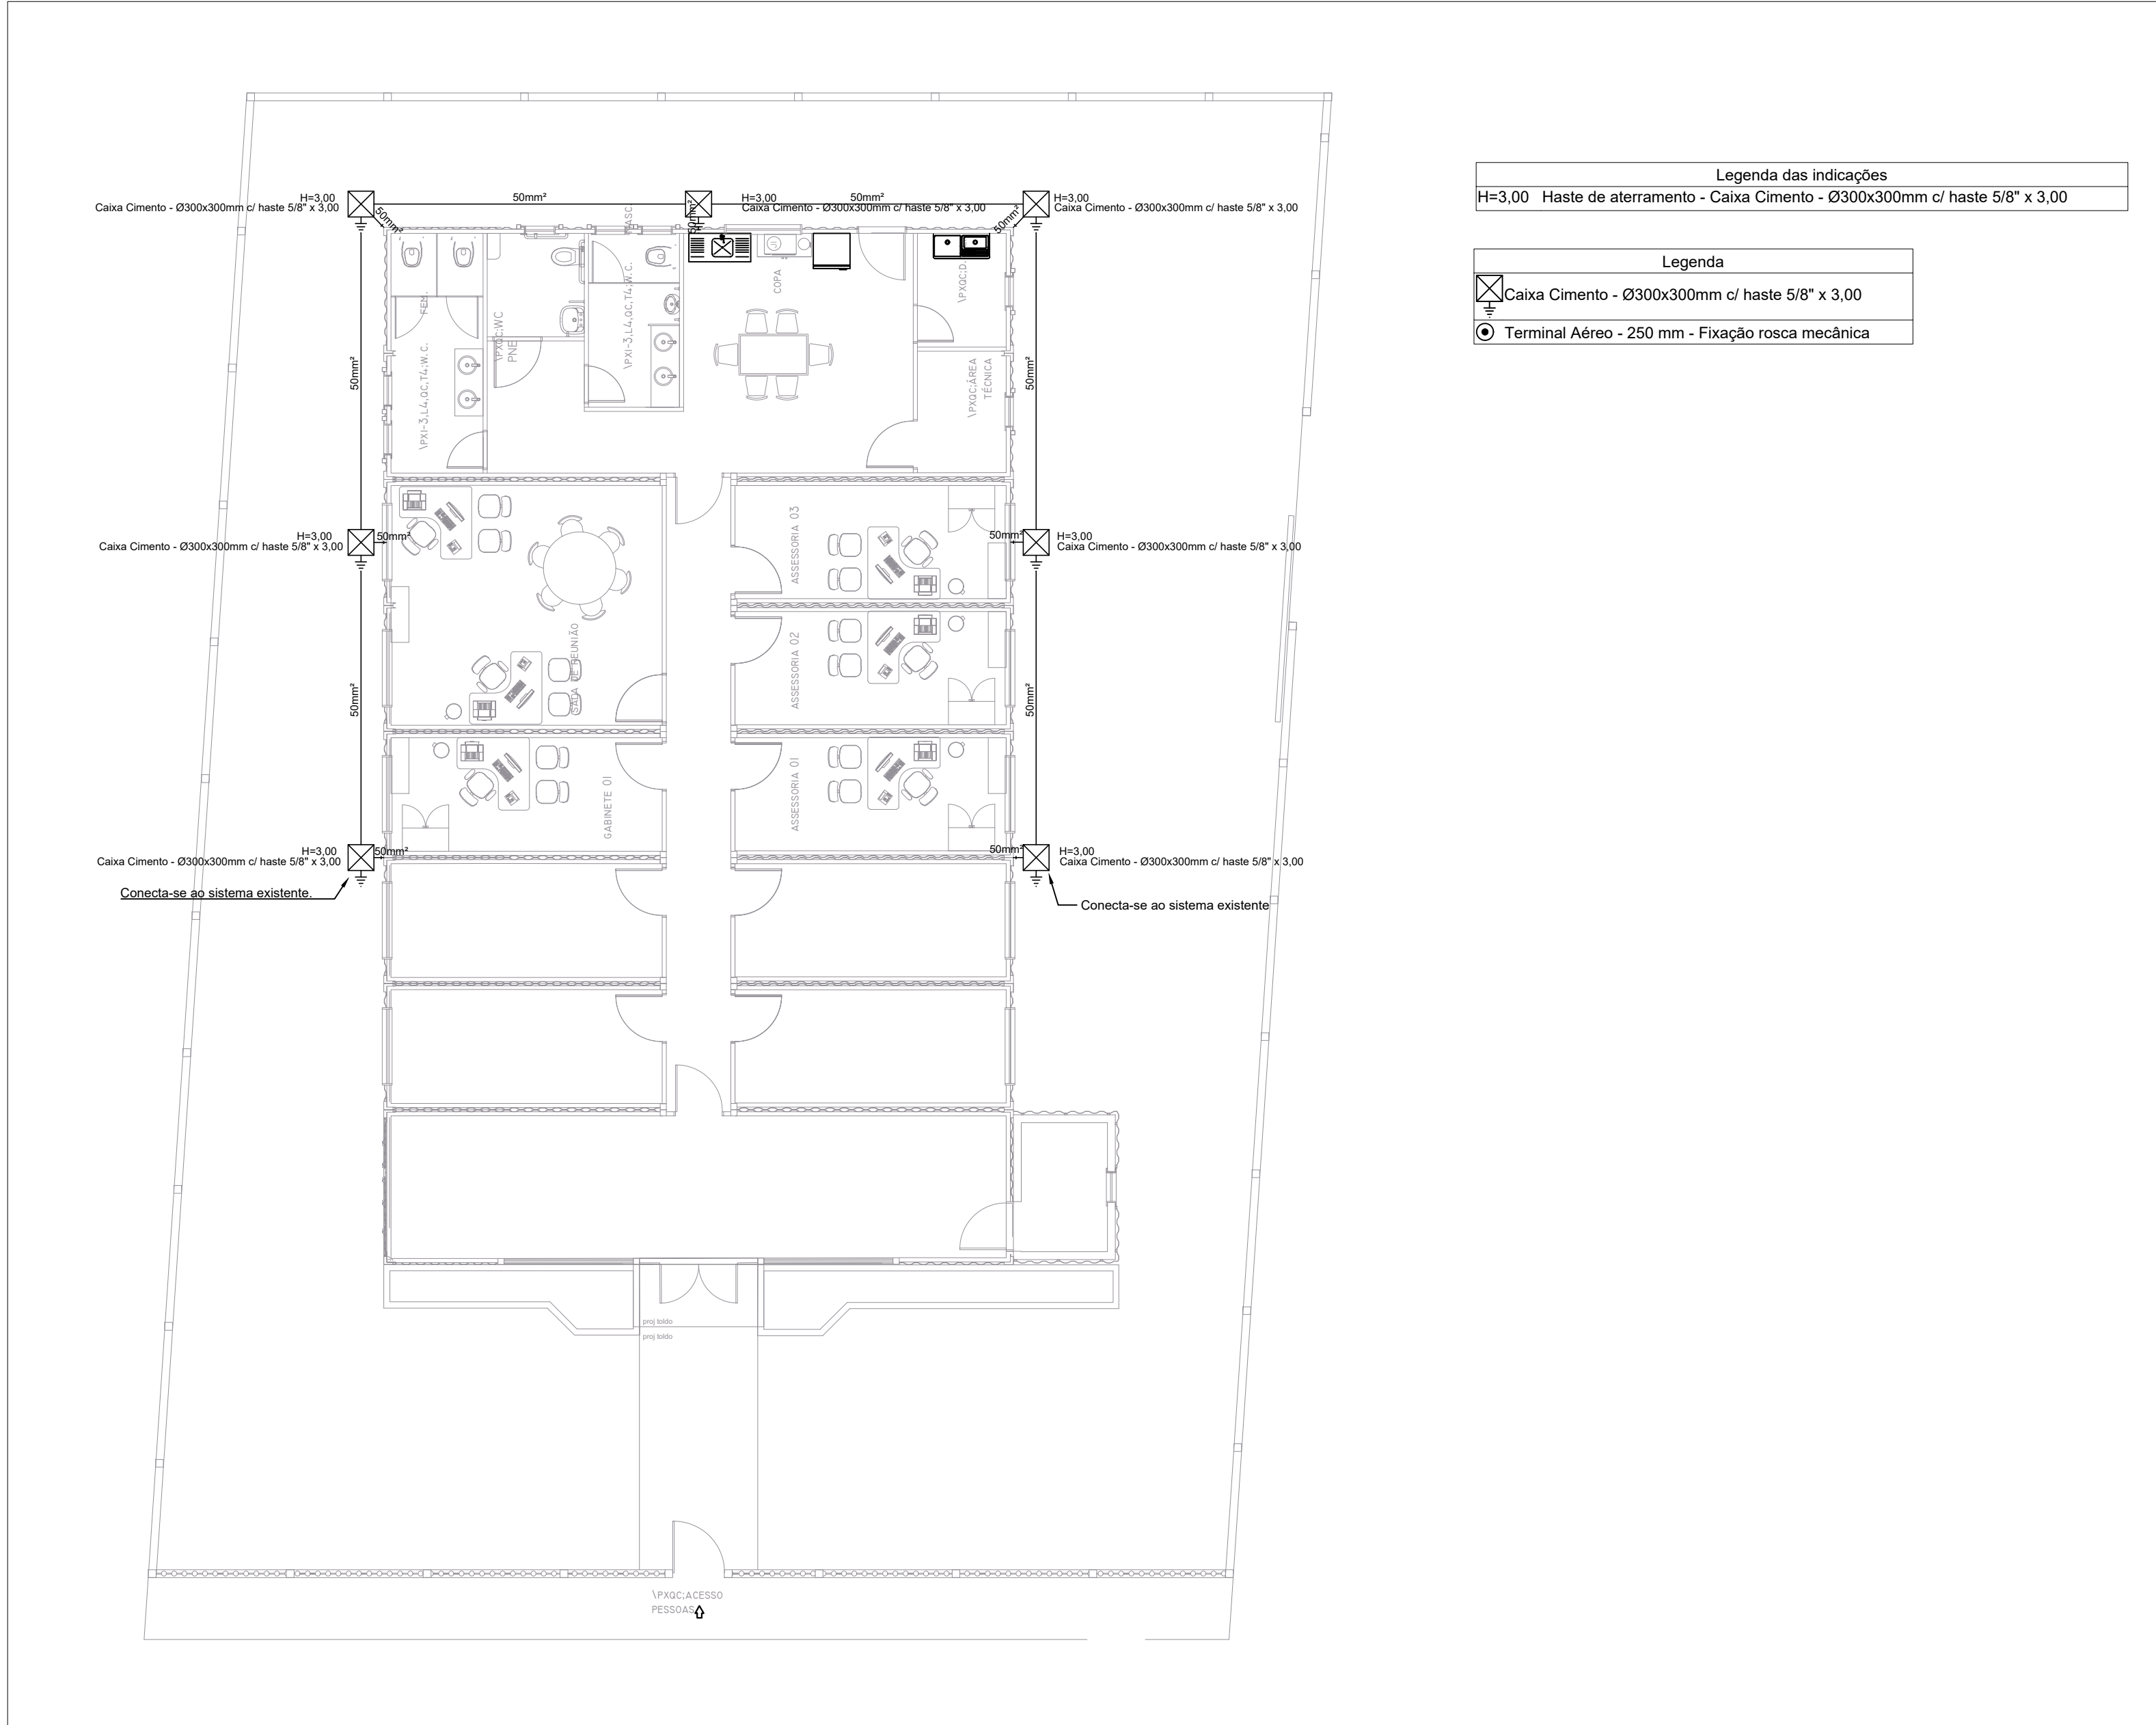 Legenda das indicações
H=3,00 Haste de aterramento - Caixa Cimento - Ø300x300mm c/ haste 5/8" x 3,00
Legenda
Caixa Cimento - Ø300x300mm c/ haste 5/8" x 3,00
Terminal Aéreo - 250 mm - Fixação rosca mecânica
H=3,00
Caixa Cimento - Ø300x300mm c/ haste 5/8" x 3,00
50mm²
50mm²
H=3,00
Caixa Cimento - Ø300x300mm c/ haste 5/8" x 3,00
50mm²
50mm²
H=3,00
Caixa Cimento - Ø300x300mm c/ haste 5/8" x 3,00
50mm²
MASC.
FEM.
\PXI-3,L4,QC,T4;W.C.
\PXQC;WC
PNE
\PXI-3,L4,QC,T4;W.C.
COPA
\PXQC;D.
\PXQC;ÁREA
TÉCNICA
50mm²
50mm²
H=3,00
Caixa Cimento - Ø300x300mm c/ haste 5/8" x 3,00
50mm²
ASSESSORIA 03
50mm²
H=3,00
Caixa Cimento - Ø300x300mm c/ haste 5/8" x 3,00
SALA DE REUNIÃO
ASSESSORIA 02
50mm²
50mm²
GABINETE 01
ASSESSORIA 01
H=3,00
Caixa Cimento - Ø300x300mm c/ haste 5/8" x 3,00
50mm²
50mm²
H=3,00
Caixa Cimento - Ø300x300mm c/ haste 5/8" x 3,00
Conecta-se ao sistema existente.
Conecta-se ao sistema existente
proj toldo
proj toldo
\PXQC;ACESSO
PESSOAS